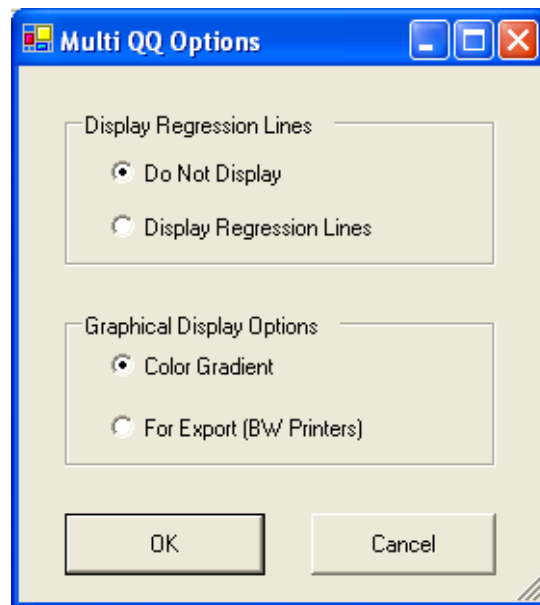 Multi QQ Options
Display Regression Lines
Do Not Display
Display Regression Lines
Graphical Display Options
Color Gradient
For Export (BW Printers)
OK
Cancel